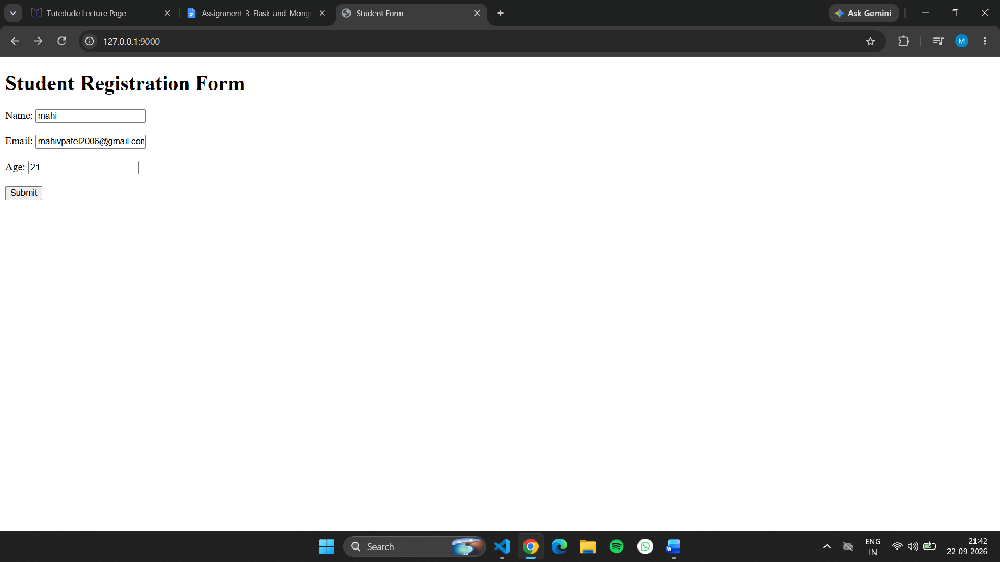 Tutedude Lecture Page
Assignment_3_Flask_and_Mong
Student Form
Ask Gemini
127.0.0.1:9000
M
Student Registration Form
Name: mahi
Email: mahivpatel2006@gmail.com
Age: 21
Submit
Search
ENG
IN
21:42
22-09-2026